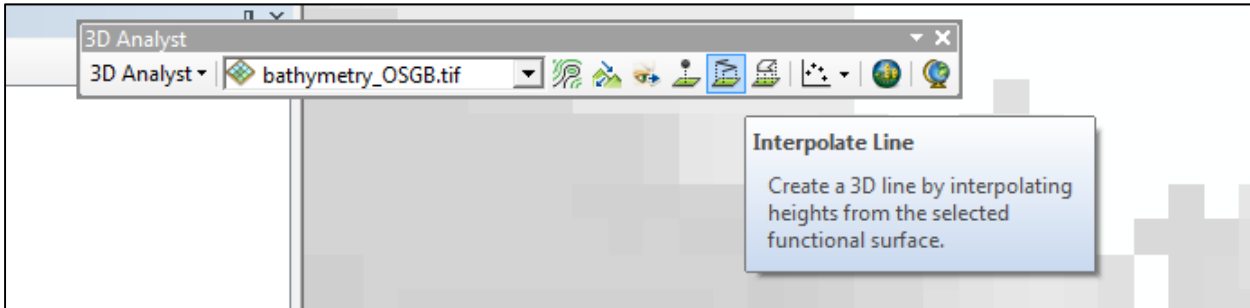 3D Analyst
3D Analyst bathymetry_OSGB.tif
Interpolate Line
Create a 3D line by interpolating
heights from the selected
functional surface.